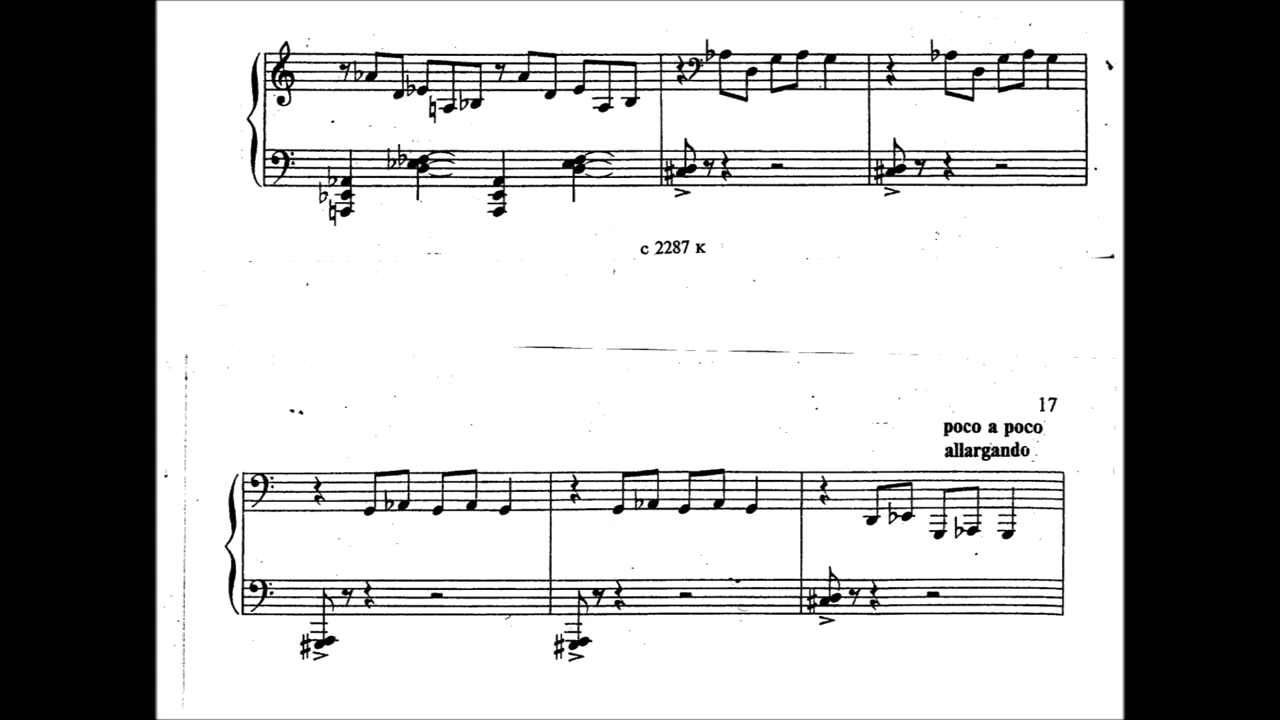 с 2287 к
17
poco a poco
allargando